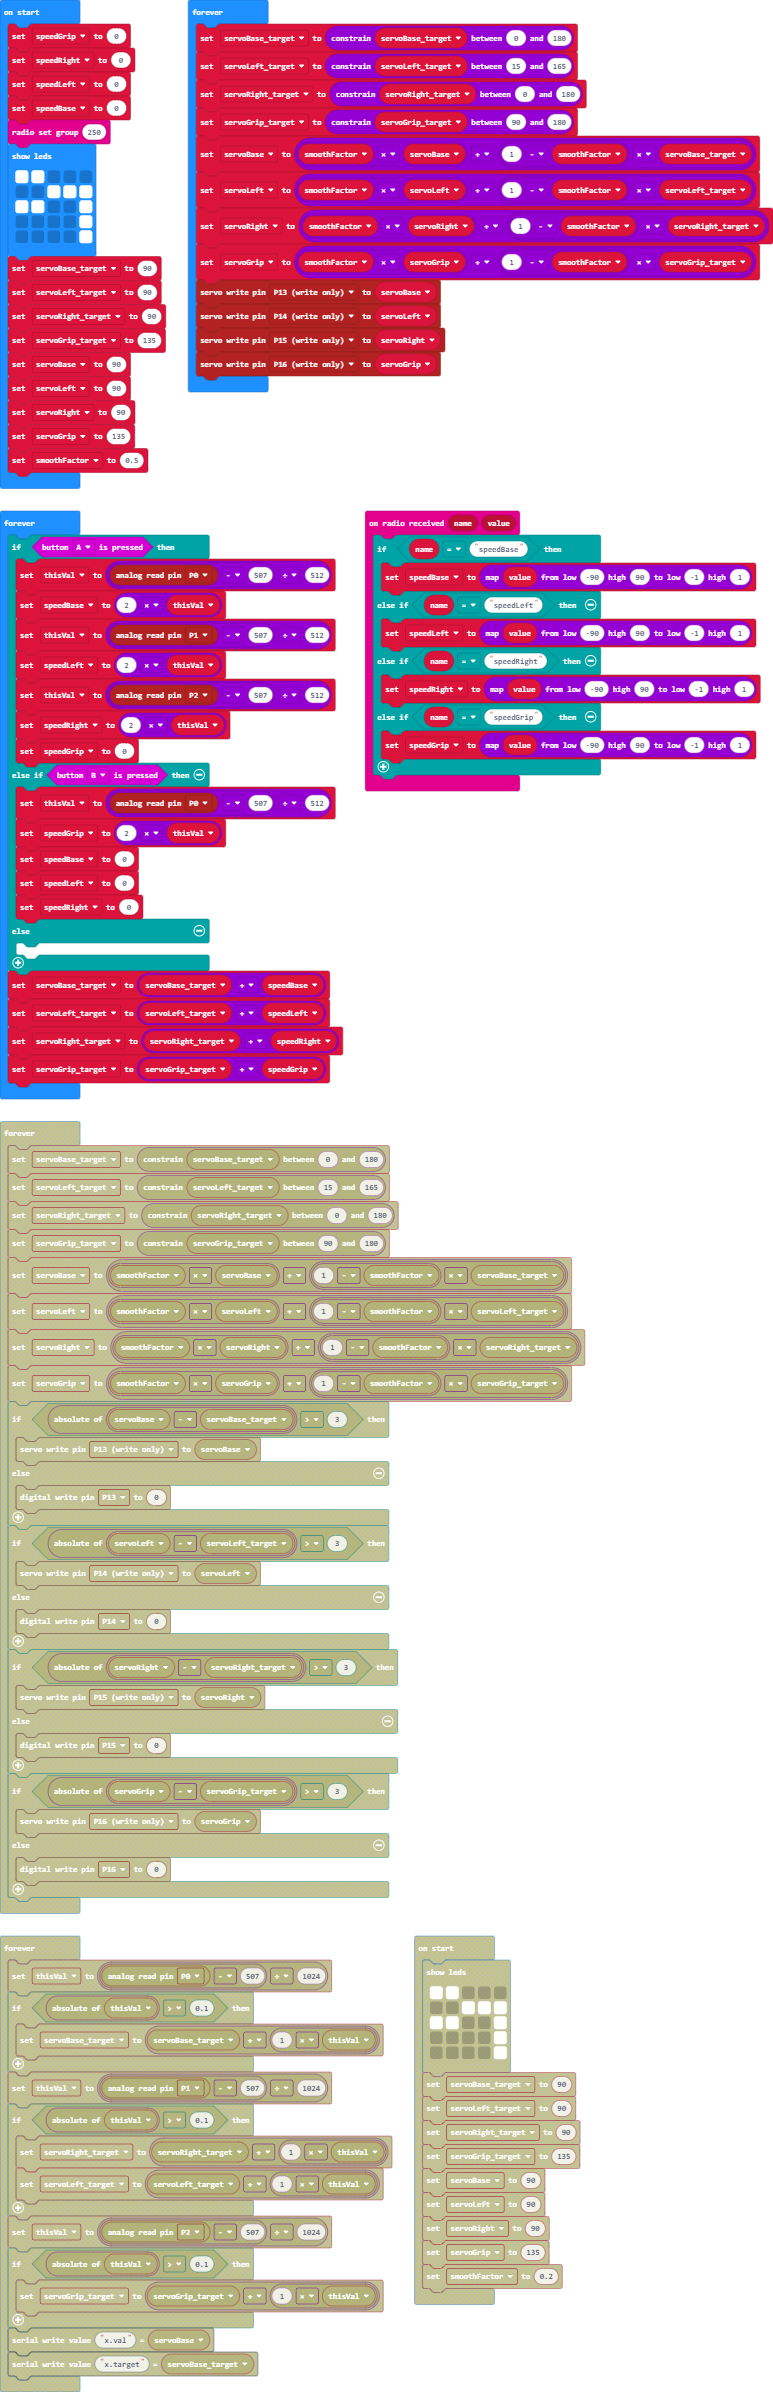 on start
set speedGrip to 0
set speedRight to 0
set speedLeft to 0
set speedBase to 0
radio set group 250
show leds
set servoBase_target to 90
set servoLeft_target to 90
set servoRight_target to 90
set servoGrip_target to 135
set servoBase to 90
set servoLeft to 90
set servoRight to 90
set servoGrip to 135
set smoothFactor to 0.5
forever
set servoBase_target to constrain servoBase_target between 0 and 180
set servoLeft_target to constrain servoLeft_target between 15 and 165
set servoRight_target to constrain servoRight_target between 0 and 180
set servoGrip_target to constrain servoGrip_target between 90 and 180
set servoBase to smoothFactor × servoBase + 1 - smoothFactor × servoBase_target
set servoLeft to smoothFactor × servoLeft + 1 - smoothFactor × servoLeft_target
set servoRight to smoothFactor × servoRight + 1 - smoothFactor × servoRight_target
set servoGrip to smoothFactor × servoGrip + 1 - smoothFactor × servoGrip_target
servo write pin P13 (write only) to servoBase
servo write pin P14 (write only) to servoLeft
servo write pin P15 (write only) to servoRight
servo write pin P16 (write only) to servoGrip
forever
if button A is pressed then
set thisVal to analog read pin P0 - 507 ÷ 512
set speedBase to 2 × thisVal
set thisVal to analog read pin P1 - 507 ÷ 512
set speedLeft to 2 × thisVal
set thisVal to analog read pin P2 - 507 ÷ 512
set speedRight to 2 × thisVal
set speedGrip to 0
else if button B is pressed then
set thisVal to analog read pin P0 - 507 ÷ 512
set speedGrip to 2 × thisVal
set speedBase to 0
set speedLeft to 0
set speedRight to 0
else
set servoBase_target to servoBase_target + speedBase
set servoLeft_target to servoLeft_target + speedLeft
set servoRight_target to servoRight_target + speedRight
set servoGrip_target to servoGrip_target + speedGrip
on radio received name value
if name = "speedBase" then
set speedBase to map value from low -90 high 90 to low -1 high 1
else if name = "speedLeft" then
set speedLeft to map value from low -90 high 90 to low -1 high 1
else if name = "speedRight" then
set speedRight to map value from low -90 high 90 to low -1 high 1
else if name = "speedGrip" then
set speedGrip to map value from low -90 high 90 to low -1 high 1
forever
set servoBase_target to constrain servoBase_target between 0 and 180
set servoLeft_target to constrain servoLeft_target between 15 and 165
set servoRight_target to constrain servoRight_target between 0 and 180
set servoGrip_target to constrain servoGrip_target between 90 and 180
set servoBase to smoothFactor × servoBase + 1 - smoothFactor × servoBase_target
set servoLeft to smoothFactor × servoLeft + 1 - smoothFactor × servoLeft_target
set servoRight to smoothFactor × servoRight + 1 - smoothFactor × servoRight_target
set servoGrip to smoothFactor × servoGrip + 1 - smoothFactor × servoGrip_target
if absolute of servoBase - servoBase_target > 3 then
servo write pin P13 (write only) to servoBase
else
digital write pin P13 to 0
if absolute of servoLeft - servoLeft_target > 3 then
servo write pin P14 (write only) to servoLeft
else
digital write pin P14 to 0
if absolute of servoRight - servoRight_target > 3 then
servo write pin P15 (write only) to servoRight
else
digital write pin P15 to 0
if absolute of servoGrip - servoGrip_target > 3 then
servo write pin P16 (write only) to servoGrip
else
digital write pin P16 to 0
forever
set thisVal to analog read pin P0 - 507 ÷ 1024
if absolute of thisVal > 0.1 then
set servoBase_target to servoBase_target + 1 × thisVal
set thisVal to analog read pin P1 - 507 ÷ 1024
if absolute of thisVal > 0.1 then
set servoRight_target to servoRight_target + 1 × thisVal
set servoLeft_target to servoLeft_target + 1 × thisVal
set thisVal to analog read pin P2 - 507 ÷ 1024
if absolute of thisVal > 0.1 then
set servoGrip_target to servoGrip_target + 1 × thisVal
serial write value "x.val" = servoBase
serial write value "x.target" = servoBase_target
on start
show leds
set servoBase_target to 90
set servoLeft_target to 90
set servoRight_target to 90
set servoGrip_target to 135
set servoBase to 90
set servoLeft to 90
set servoRight to 90
set servoGrip to 135
set smoothFactor to 0.2